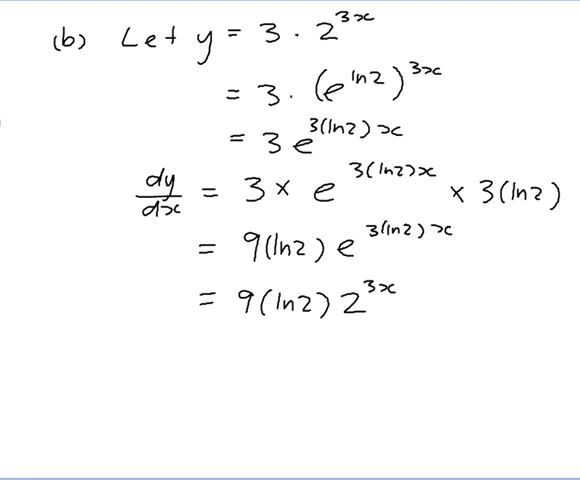 (b) Let y = 3 · 2^{3x}
= 3 · (e^{ln2})^{3x}
= 3 e^{3(ln2)x}
dy/dx = 3 × e^{3(ln2)x} × 3(ln2)
= 9(ln2) e^{3(ln2)x}
= 9(ln2) 2^{3x}